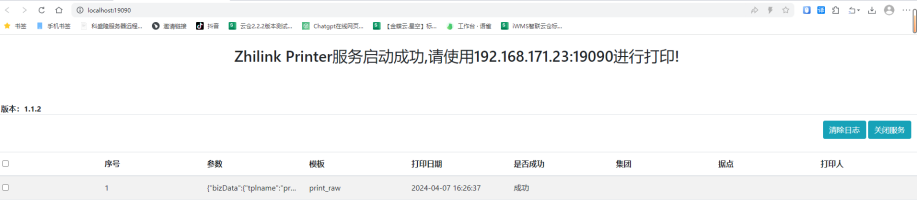 localhost:19090
书签 手机书签 科盛隆服务器远程... 邀请链接 抖音 云仓2.2.2版本测试... Chatgpt在线网页... 【金蝶云·星空】标... 工作台 · 语雀 iWMS智联云仓标...
Zhilink Printer服务启动成功,请使用192.168.171.23:19090进行打印!
版本: 1.1.2
清除日志 关闭服务
序号 参数 模板 打印日期 是否成功 集团 据点 打印人
1 {"bizData":{"tplname":"pr... print_raw 2024-04-07 16:26:37 成功